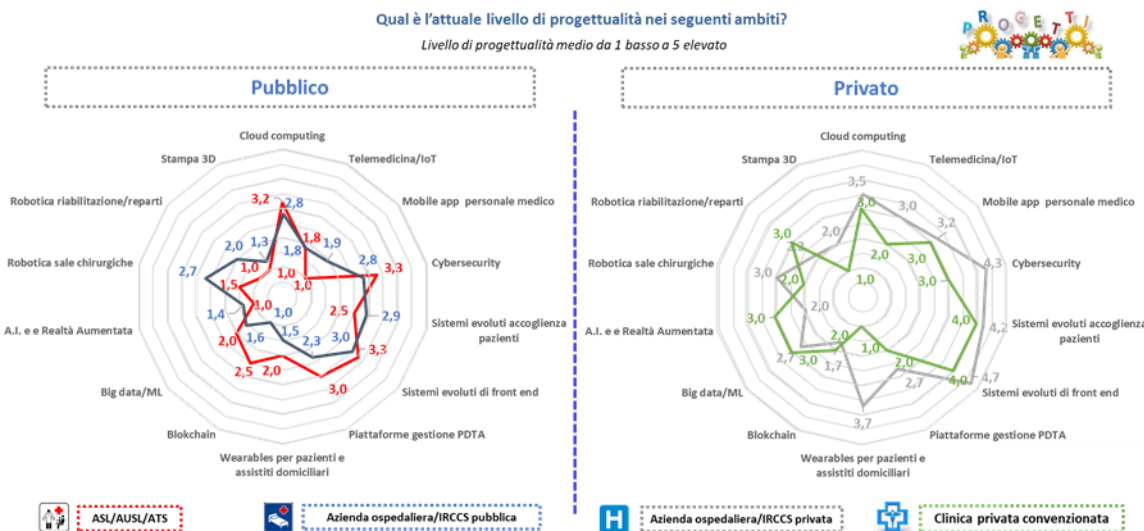 Qual è l'attuale livello di progettualità nei seguenti ambiti?
Livello di progettualità medio da 1 basso a 5 elevato
PROGETTI
Pubblico
Cloud computing
Stampa 3D
Telemedicina/IoT
Robotica riabilitazione/reparti
Mobile app personale medico
Robotica sale chirurgiche
Cybersecurity
A.I. e e Realtà Aumentata
Sistemi evoluti accoglienza
pazienti
Big data/ML
Sistemi evoluti di front end
Blokchain
Piattaforme gestione PDTA
Wearables per pazienti e
assistiti domiciliari
3,2
2,8
1,3
1,8
1,8
1,9
2,0
1,0
1,0
1,0
2,8
3,3
2,7
1,5
1,0
1,4
1,0
2,5
2,9
2,0
1,6
1,5
2,3
3,0
3,3
2,5
2,0
3,0
ASL/AUSL/ATS
Azienda ospedaliera/IRCCS pubblica
Privato
Cloud computing
Stampa 3D
Telemedicina/IoT
Robotica riabilitazione/reparti
Mobile app personale medico
Robotica sale chirurgiche
Cybersecurity
A.I. e e Realtà Aumentata
Sistemi evoluti accoglienza
pazienti
Big data/ML
Sistemi evoluti di front end
Blokchain
Piattaforme gestione PDTA
Wearables per pazienti e
assistiti domiciliari
3,5
3,0
3,0
3,2
3,0
2,0
3,0
4,3
3,0
2,0
1,0
3,0
3,0
2,0
4,0
4,2
2,7
3,0
1,7
2,0
1,0
2,0
2,7
4,0
4,7
3,7
H
Azienda ospedaliera/IRCCS privata
Clinica privata convenzionata